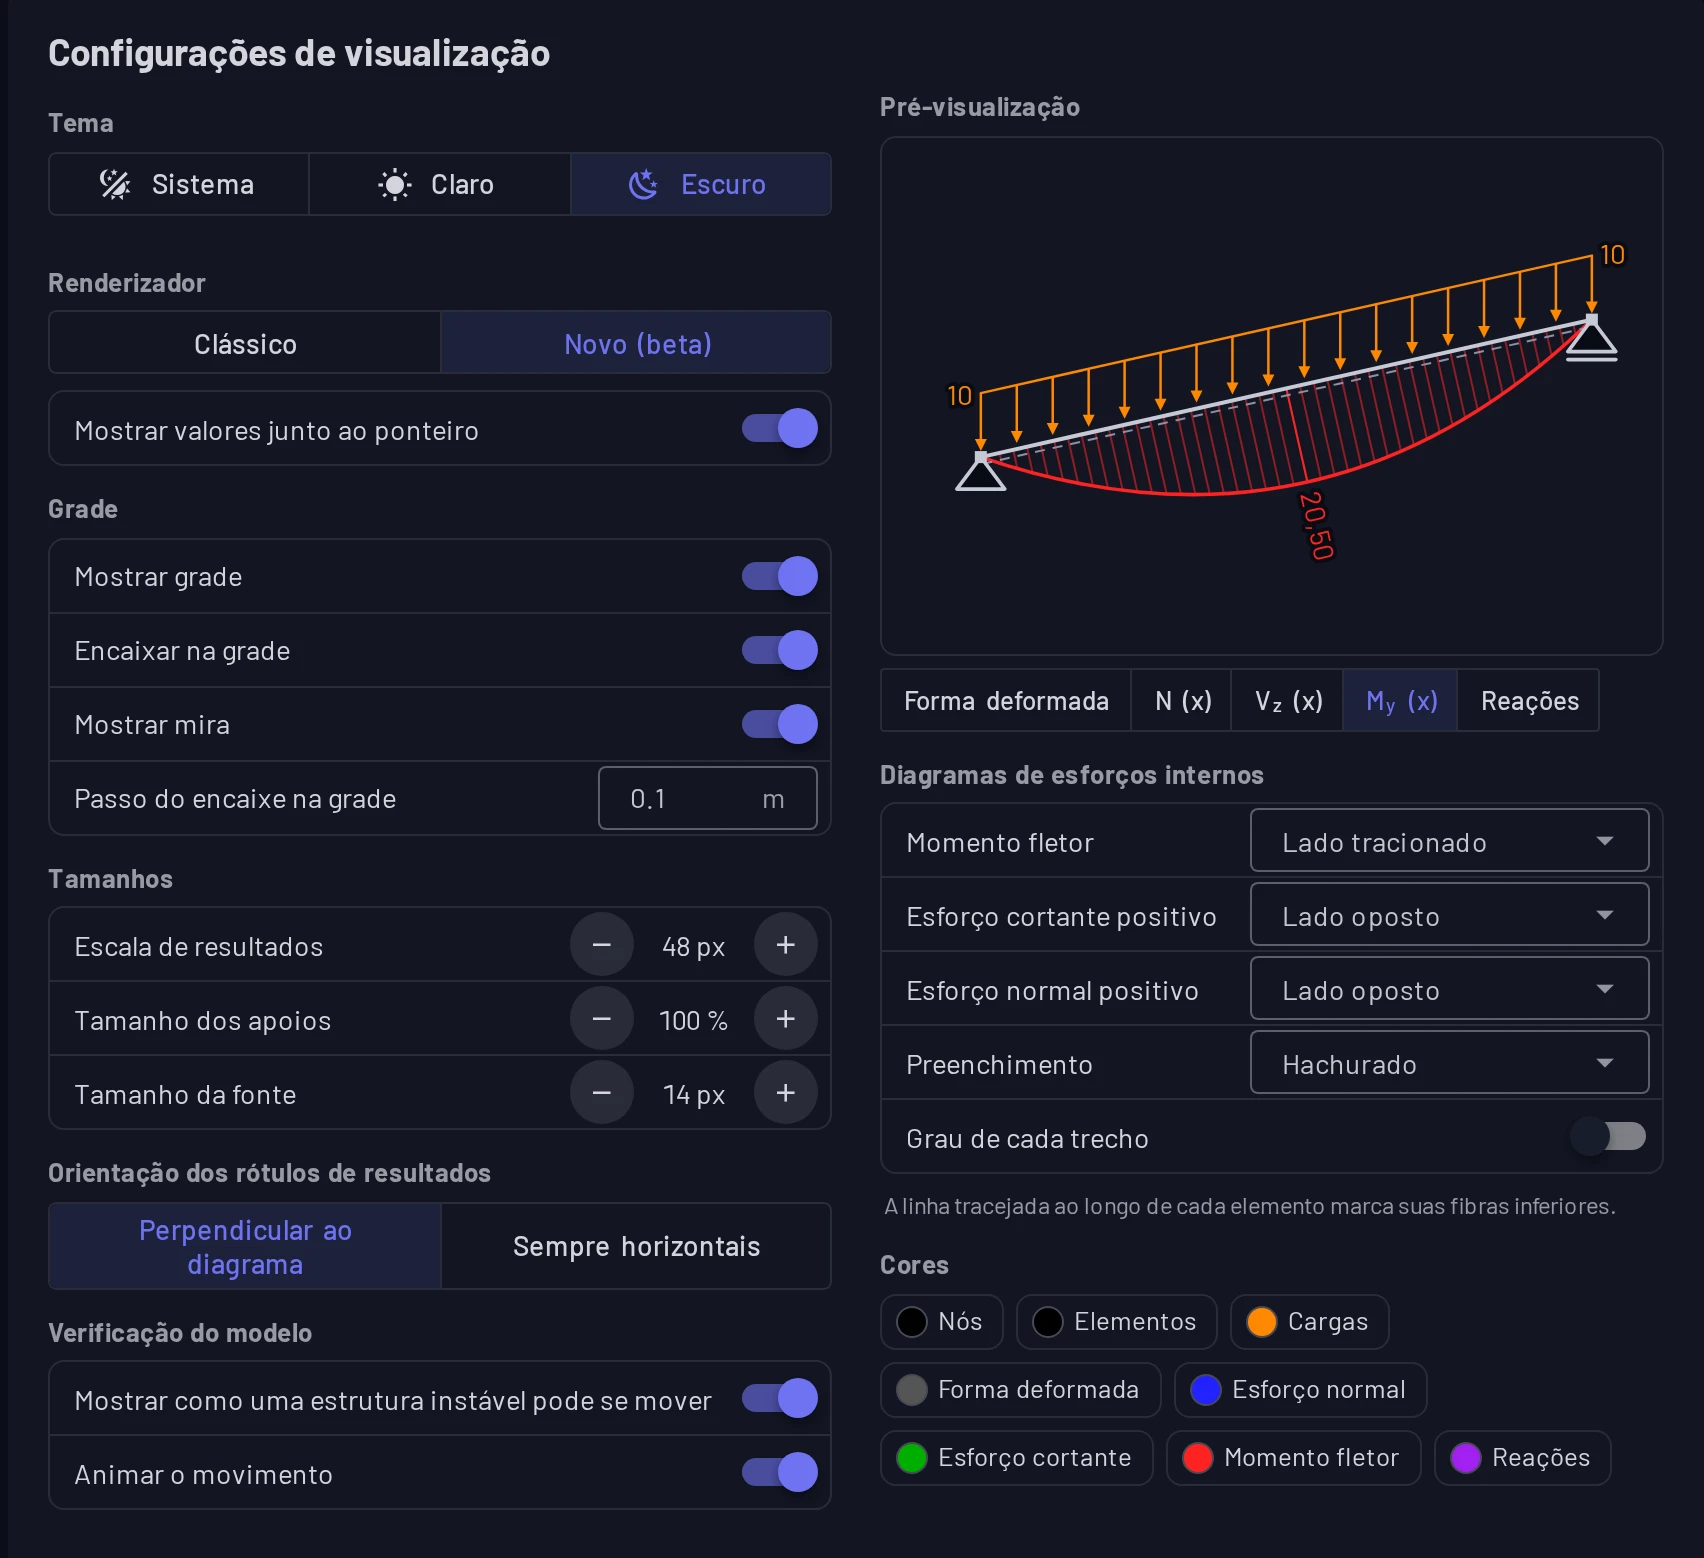 Configurações de visualização
Tema
Sistema
Claro
Escuro
Renderizador
Clássico
Novo (beta)
Mostrar valores junto ao ponteiro
Grade
Mostrar grade
Encaixar na grade
Mostrar mira
Passo do encaixe na grade
0.1 m
Tamanhos
Escala de resultados
− 48 px +
Tamanho dos apoios
− 100 % +
Tamanho da fonte
− 14 px +
Orientação dos rótulos de resultados
Perpendicular ao
diagrama
Sempre horizontais
Verificação do modelo
Mostrar como uma estrutura instável pode se mover
Animar o movimento
Pré-visualização
10
10
20,50
Forma deformada
N (x)
Vz (x)
My (x)
Reações
Diagramas de esforços internos
Momento fletor
Lado tracionado
Esforço cortante positivo
Lado oposto
Esforço normal positivo
Lado oposto
Preenchimento
Hachurado
Grau de cada trecho
A linha tracejada ao longo de cada elemento marca suas fibras inferiores.
Cores
Nós
Elementos
Cargas
Forma deformada
Esforço normal
Esforço cortante
Momento fletor
Reações